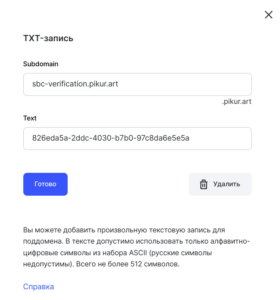 TXT-запись
Subdomain
sbc-verification.pikur.art
.pikur.art
Text
826eda5a-2ddc-4030-b7b0-97c8da6e5e5a
Готово
Удалить
Вы можете добавить произвольную текстовую запись для
поддомена. В тексте допустимо использовать только алфавитно-
цифровые символы из набора ASCII (русские символы
недопустимы). Всего не более 512 символов.
Справка